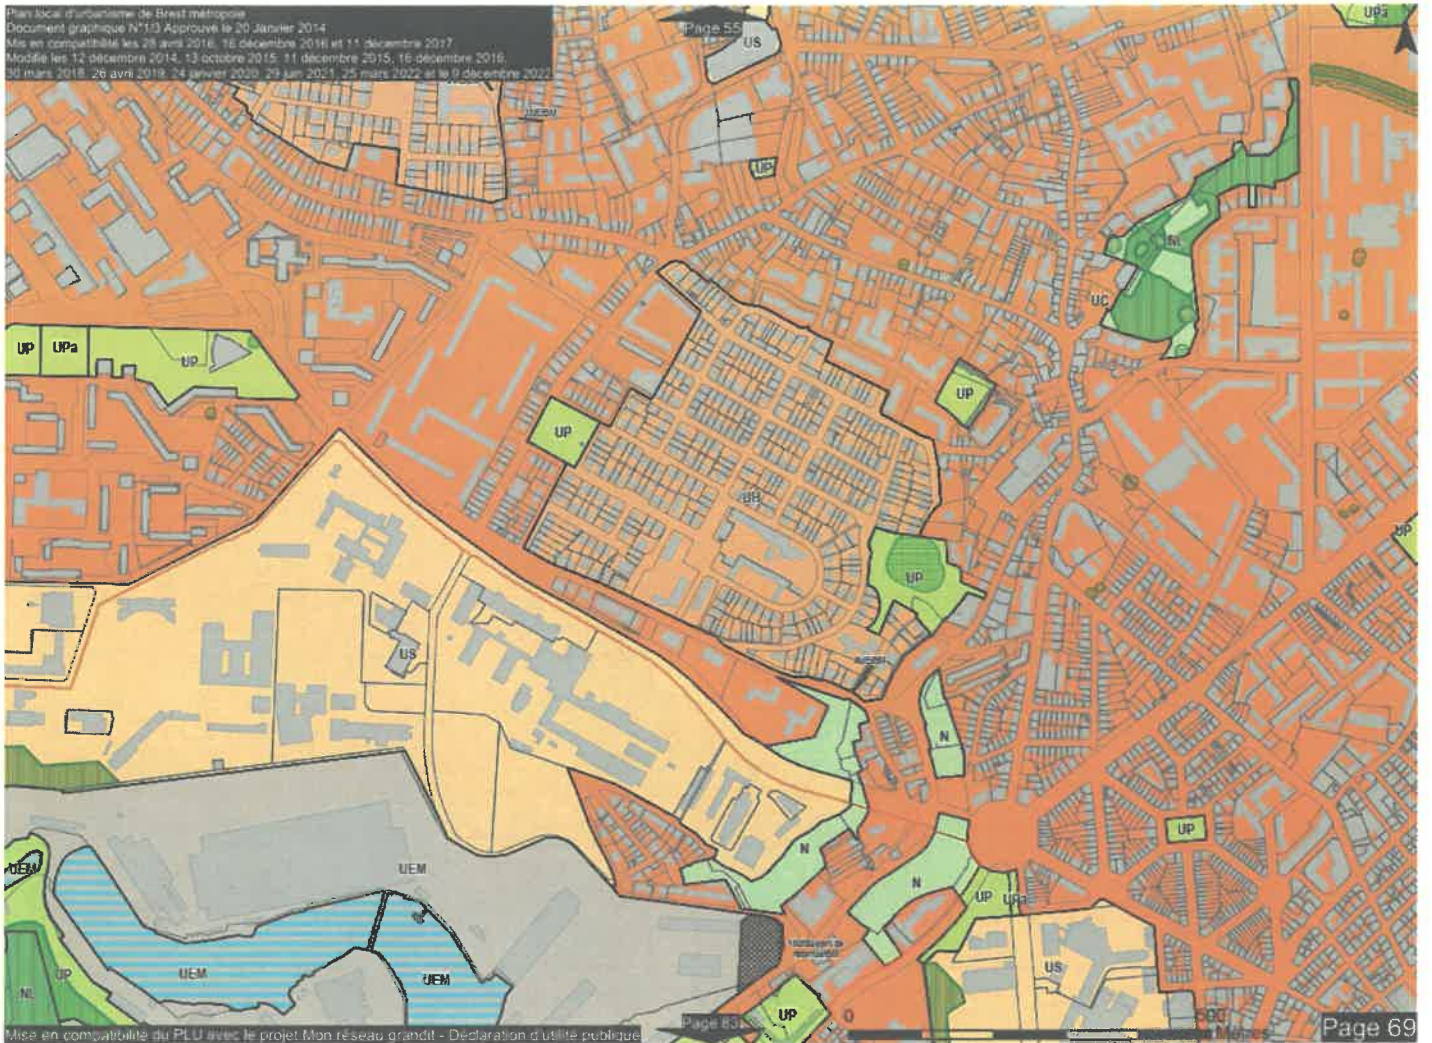 Plan local d'urbanisme de Brest métropole
Document graphique N°1/3 Approuvé le 20 Janvier 2014
Mis en compatibilité les 28 avril 2016, 16 décembre 2016 et 11 décembre 2017
Modifié les 12 décembre 2014, 13 octobre 2015, 11 décembre 2015, 16 décembre 2016,
30 mars 2018, 26 avril 2019, 24 janvier 2020, 29 juin 2021, 25 mars 2022 et le 9 décembre 2022
Page 55
US
UPa
UP
NL
UC
UP
UPa
UP
UP
UP
UH
UP
UP
US
N
UP
N
UEM
UEM
N
UP
UPa
US
UP
NL
UEM
UEM
UP
Mise en compatibilité du PLU avec le projet Mon réseau grandit - Déclaration d'utilité publique
Page 83
0
500
Mètres
Page 69